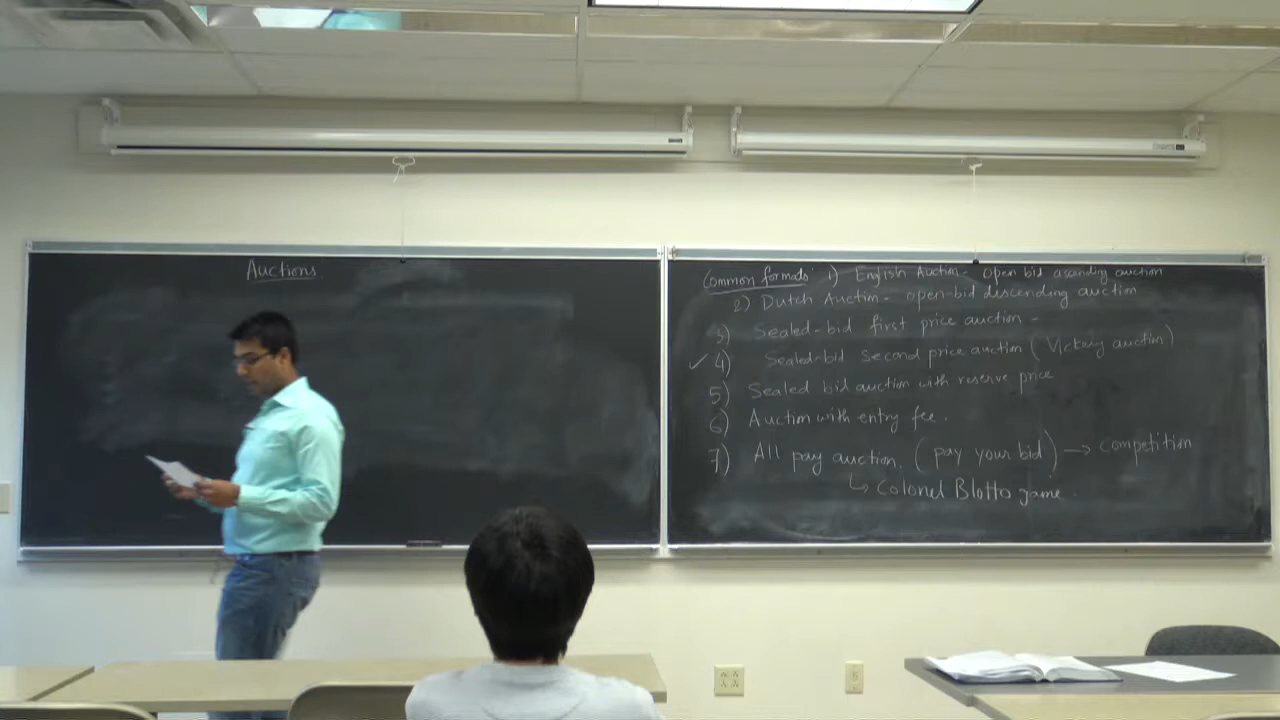 Auctions
Common formats 1) English Auction - Open bid ascending auction
2) Dutch Auction - open-bid descending auction
3) Sealed-bid first price auction -
✓ 4) Sealed-bid second price auction (Vickrey auction)
5) Sealed bid auction with reserve price
6) Auction with entry fee.
7) All pay auction. (pay your bid) → competition
↳ Colonel Blotto game.